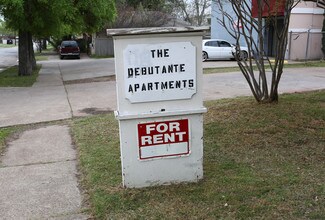 THE
DEBUTANTE
APARTMENTS
FOR
RENT